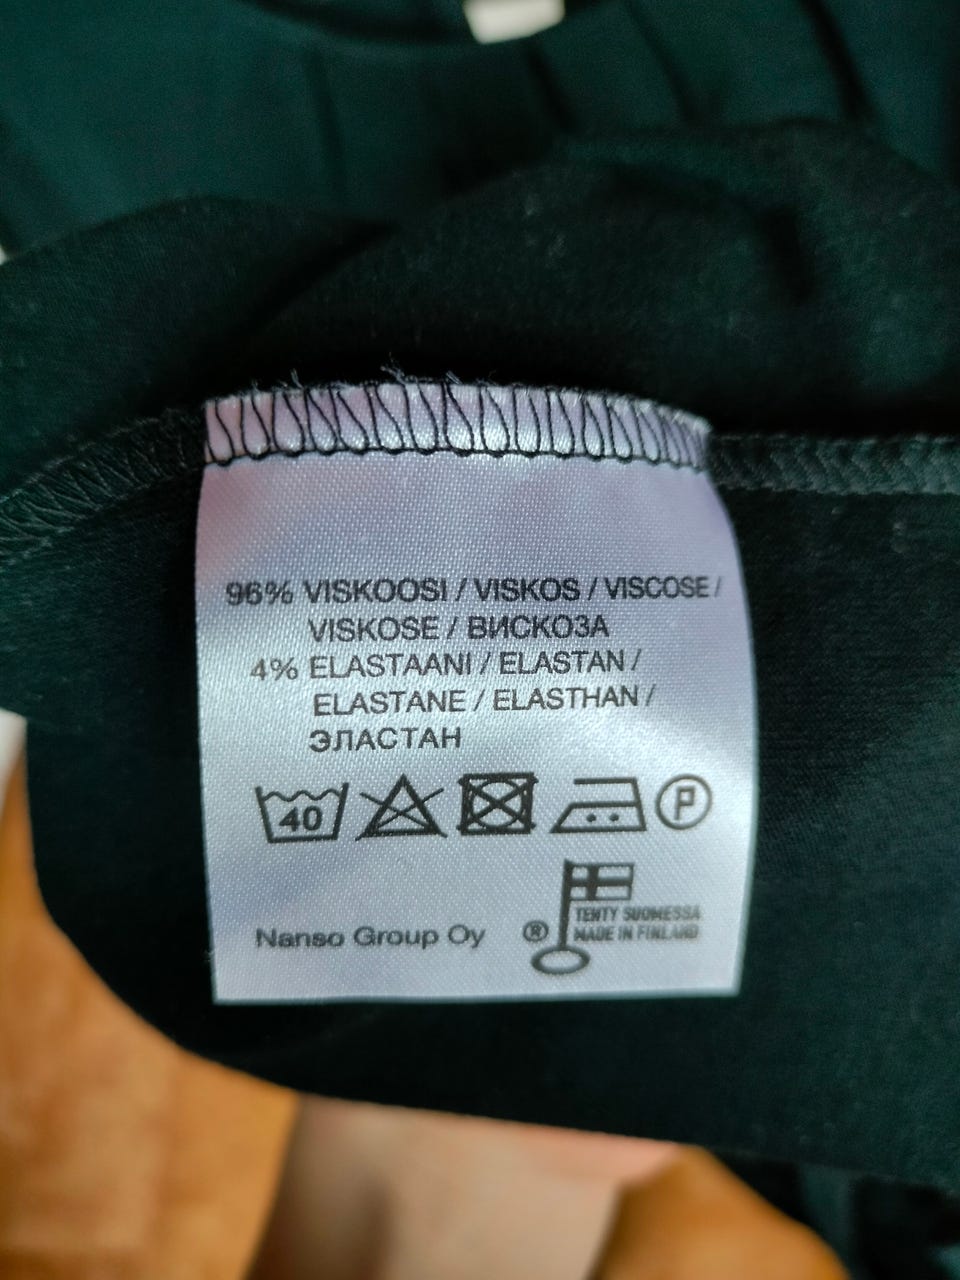 96% VISKOOSI / VISKOS / VISCOSE /
VISKOSE / ВИСКОЗА
4% ELASTAANI / ELASTAN /
ELASTANE / ELASTHAN /
ЭЛАСТАН
40 P
TEHTY SUOMESSA
Nanso Group Oy ® MADE IN FINLAND